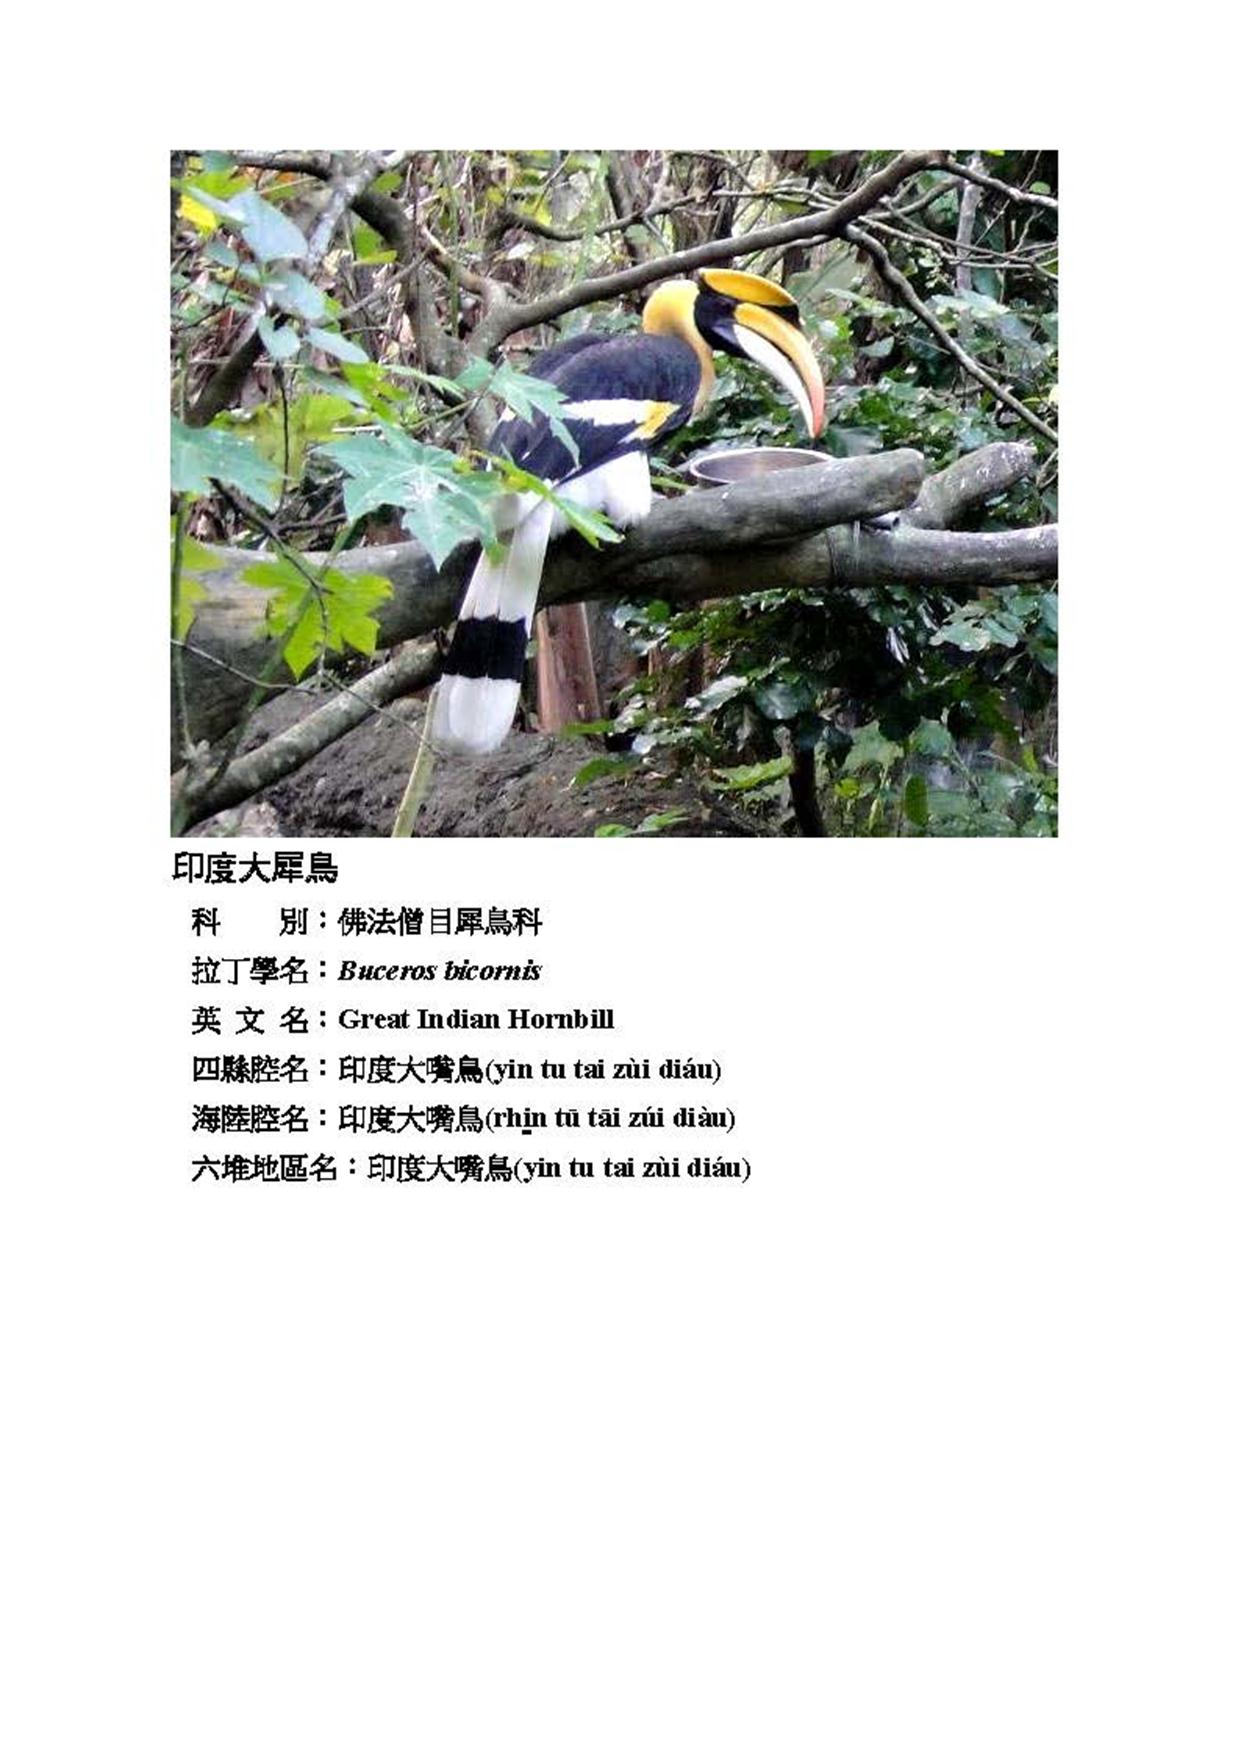 印度大犀鳥
科　　別：佛法僧目犀鳥科
拉丁學名：Buceros bicornis
英 文 名：Great Indian Hornbill
四縣腔名：印度大嘴鳥(yin tu tai zùi diáu)
海陸腔名：印度大嘴鳥(rhi̱n tū tāi zúi diàu)
六堆地區名：印度大嘴鳥(yin tu tai zùi diáu)